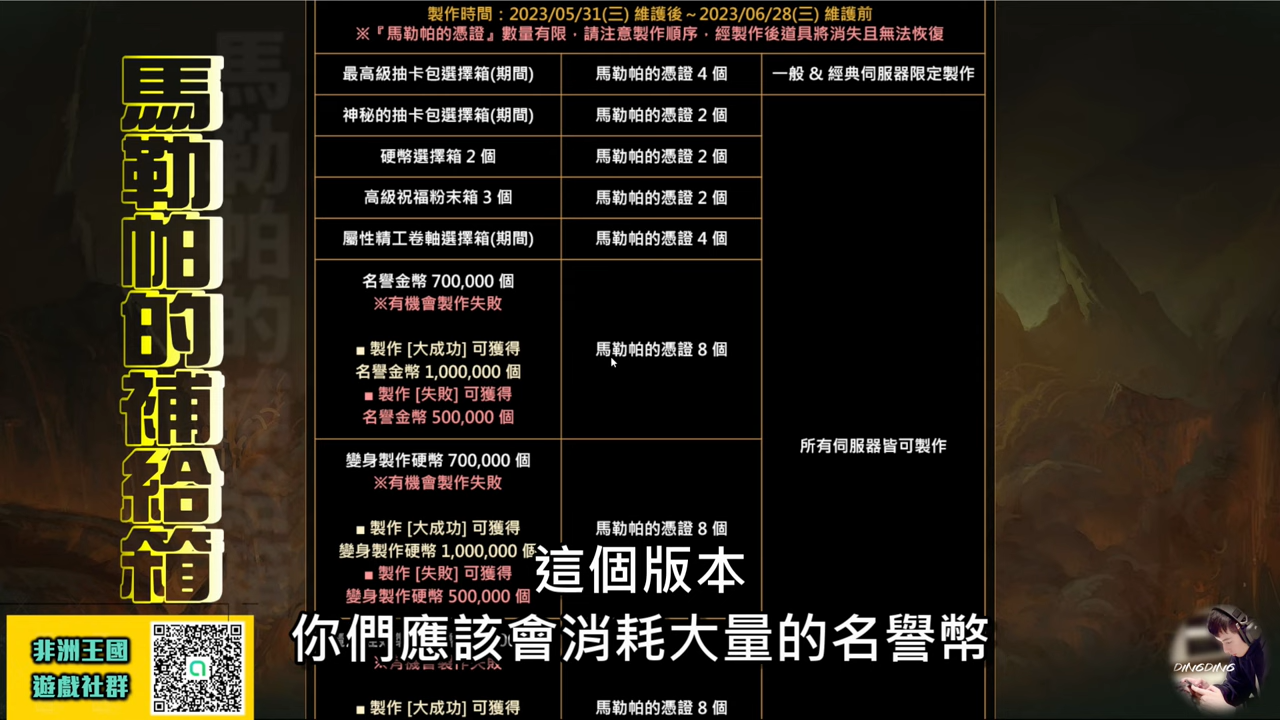 馬勒帕的補給箱
製作時間：2023/05/31(三) 維護後～2023/06/28(三) 維護前
※『馬勒帕的憑證』數量有限，請注意製作順序，經製作後道具將消失且無法恢復
最高級抽卡包選擇箱(期間)
馬勒帕的憑證 4 個
一般 & 經典伺服器限定製作
神秘的抽卡包選擇箱(期間)
馬勒帕的憑證 2 個
硬幣選擇箱 2 個
馬勒帕的憑證 2 個
高級祝福粉末箱 3 個
馬勒帕的憑證 2 個
屬性精工卷軸選擇箱(期間)
馬勒帕的憑證 4 個
名譽金幣 700,000 個
※有機會製作失敗
■ 製作 [大成功] 可獲得
名譽金幣 1,000,000 個
■ 製作 [失敗] 可獲得
名譽金幣 500,000 個
馬勒帕的憑證 8 個
所有伺服器皆可製作
變身製作硬幣 700,000 個
※有機會製作失敗
■ 製作 [大成功] 可獲得
變身製作硬幣 1,000,000 個
■ 製作 [失敗] 可獲得
變身製作硬幣 500,000 個
馬勒帕的憑證 8 個
※有機會製作失敗
■ 製作 [大成功] 可獲得
馬勒帕的憑證 8 個
這個版本
你們應該會消耗大量的名譽幣
非洲王國
遊戲社群
DINGDING